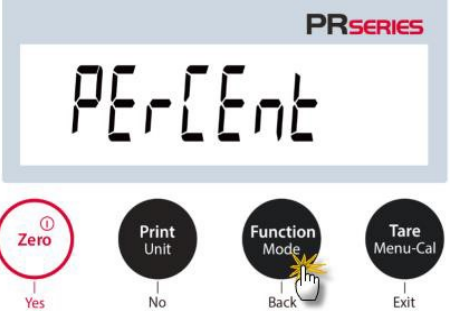 PRSERIES
PErCEnt
Zero
Print
Unit
Function
Mode
Tare
Menu-Cal
Yes
No
Back
Exit